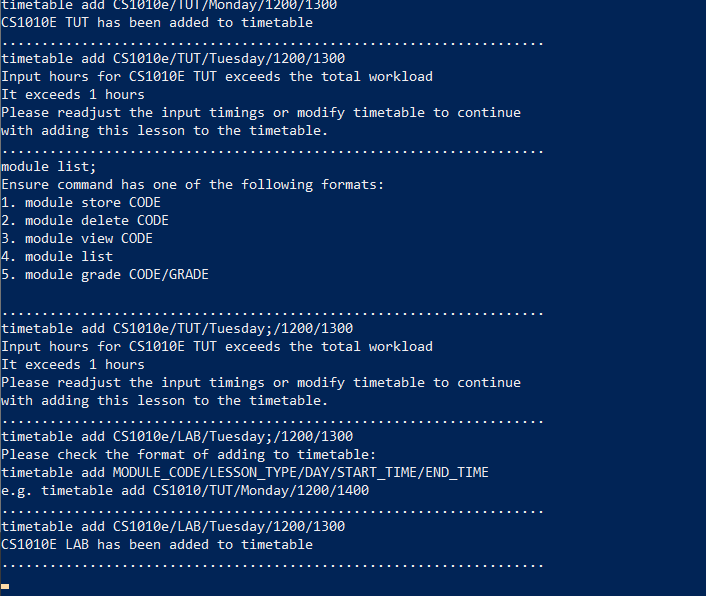 timetable add CS1010e/TUT/Monday/1200/1300
CS1010E TUT has been added to timetable
....................................................................
timetable add CS1010e/TUT/Tuesday/1200/1300
Input hours for CS1010E TUT exceeds the total workload
It exceeds 1 hours
Please readjust the input timings or modify timetable to continue
with adding this lesson to the timetable.
....................................................................
module list;
Ensure command has one of the following formats:
1. module store CODE
2. module delete CODE
3. module view CODE
4. module list
5. module grade CODE/GRADE
....................................................................
timetable add CS1010e/TUT/Tuesday;/1200/1300
Input hours for CS1010E TUT exceeds the total workload
It exceeds 1 hours
Please readjust the input timings or modify timetable to continue
with adding this lesson to the timetable.
....................................................................
timetable add CS1010e/LAB/Tuesday;/1200/1300
Please check the format of adding to timetable:
timetable add MODULE_CODE/LESSON_TYPE/DAY/START_TIME/END_TIME
e.g. timetable add CS1010/TUT/Monday/1200/1400
....................................................................
timetable add CS1010e/LAB/Tuesday/1200/1300
CS1010E LAB has been added to timetable
....................................................................